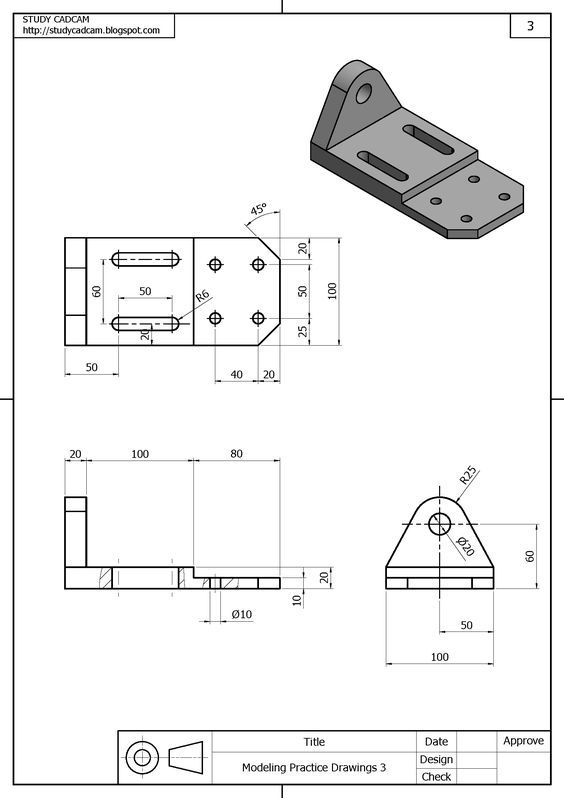 STUDY CADCAM
http://studycadcam.blogspot.com
3
45°
20
50
100
25
60
50
R6
20
50
40
20
20
100
80
R25
Ø20
60
20
10
Ø10
50
100
Title
Date
Approve
Modeling Practice Drawings 3
Design
Check